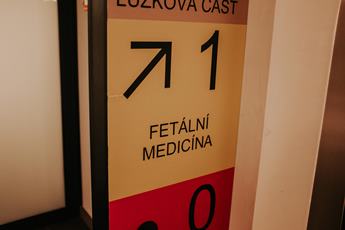 LŮŽKOVÁ ČÁST
↗ 1
FETÁLNÍ
MEDICÍNA
0